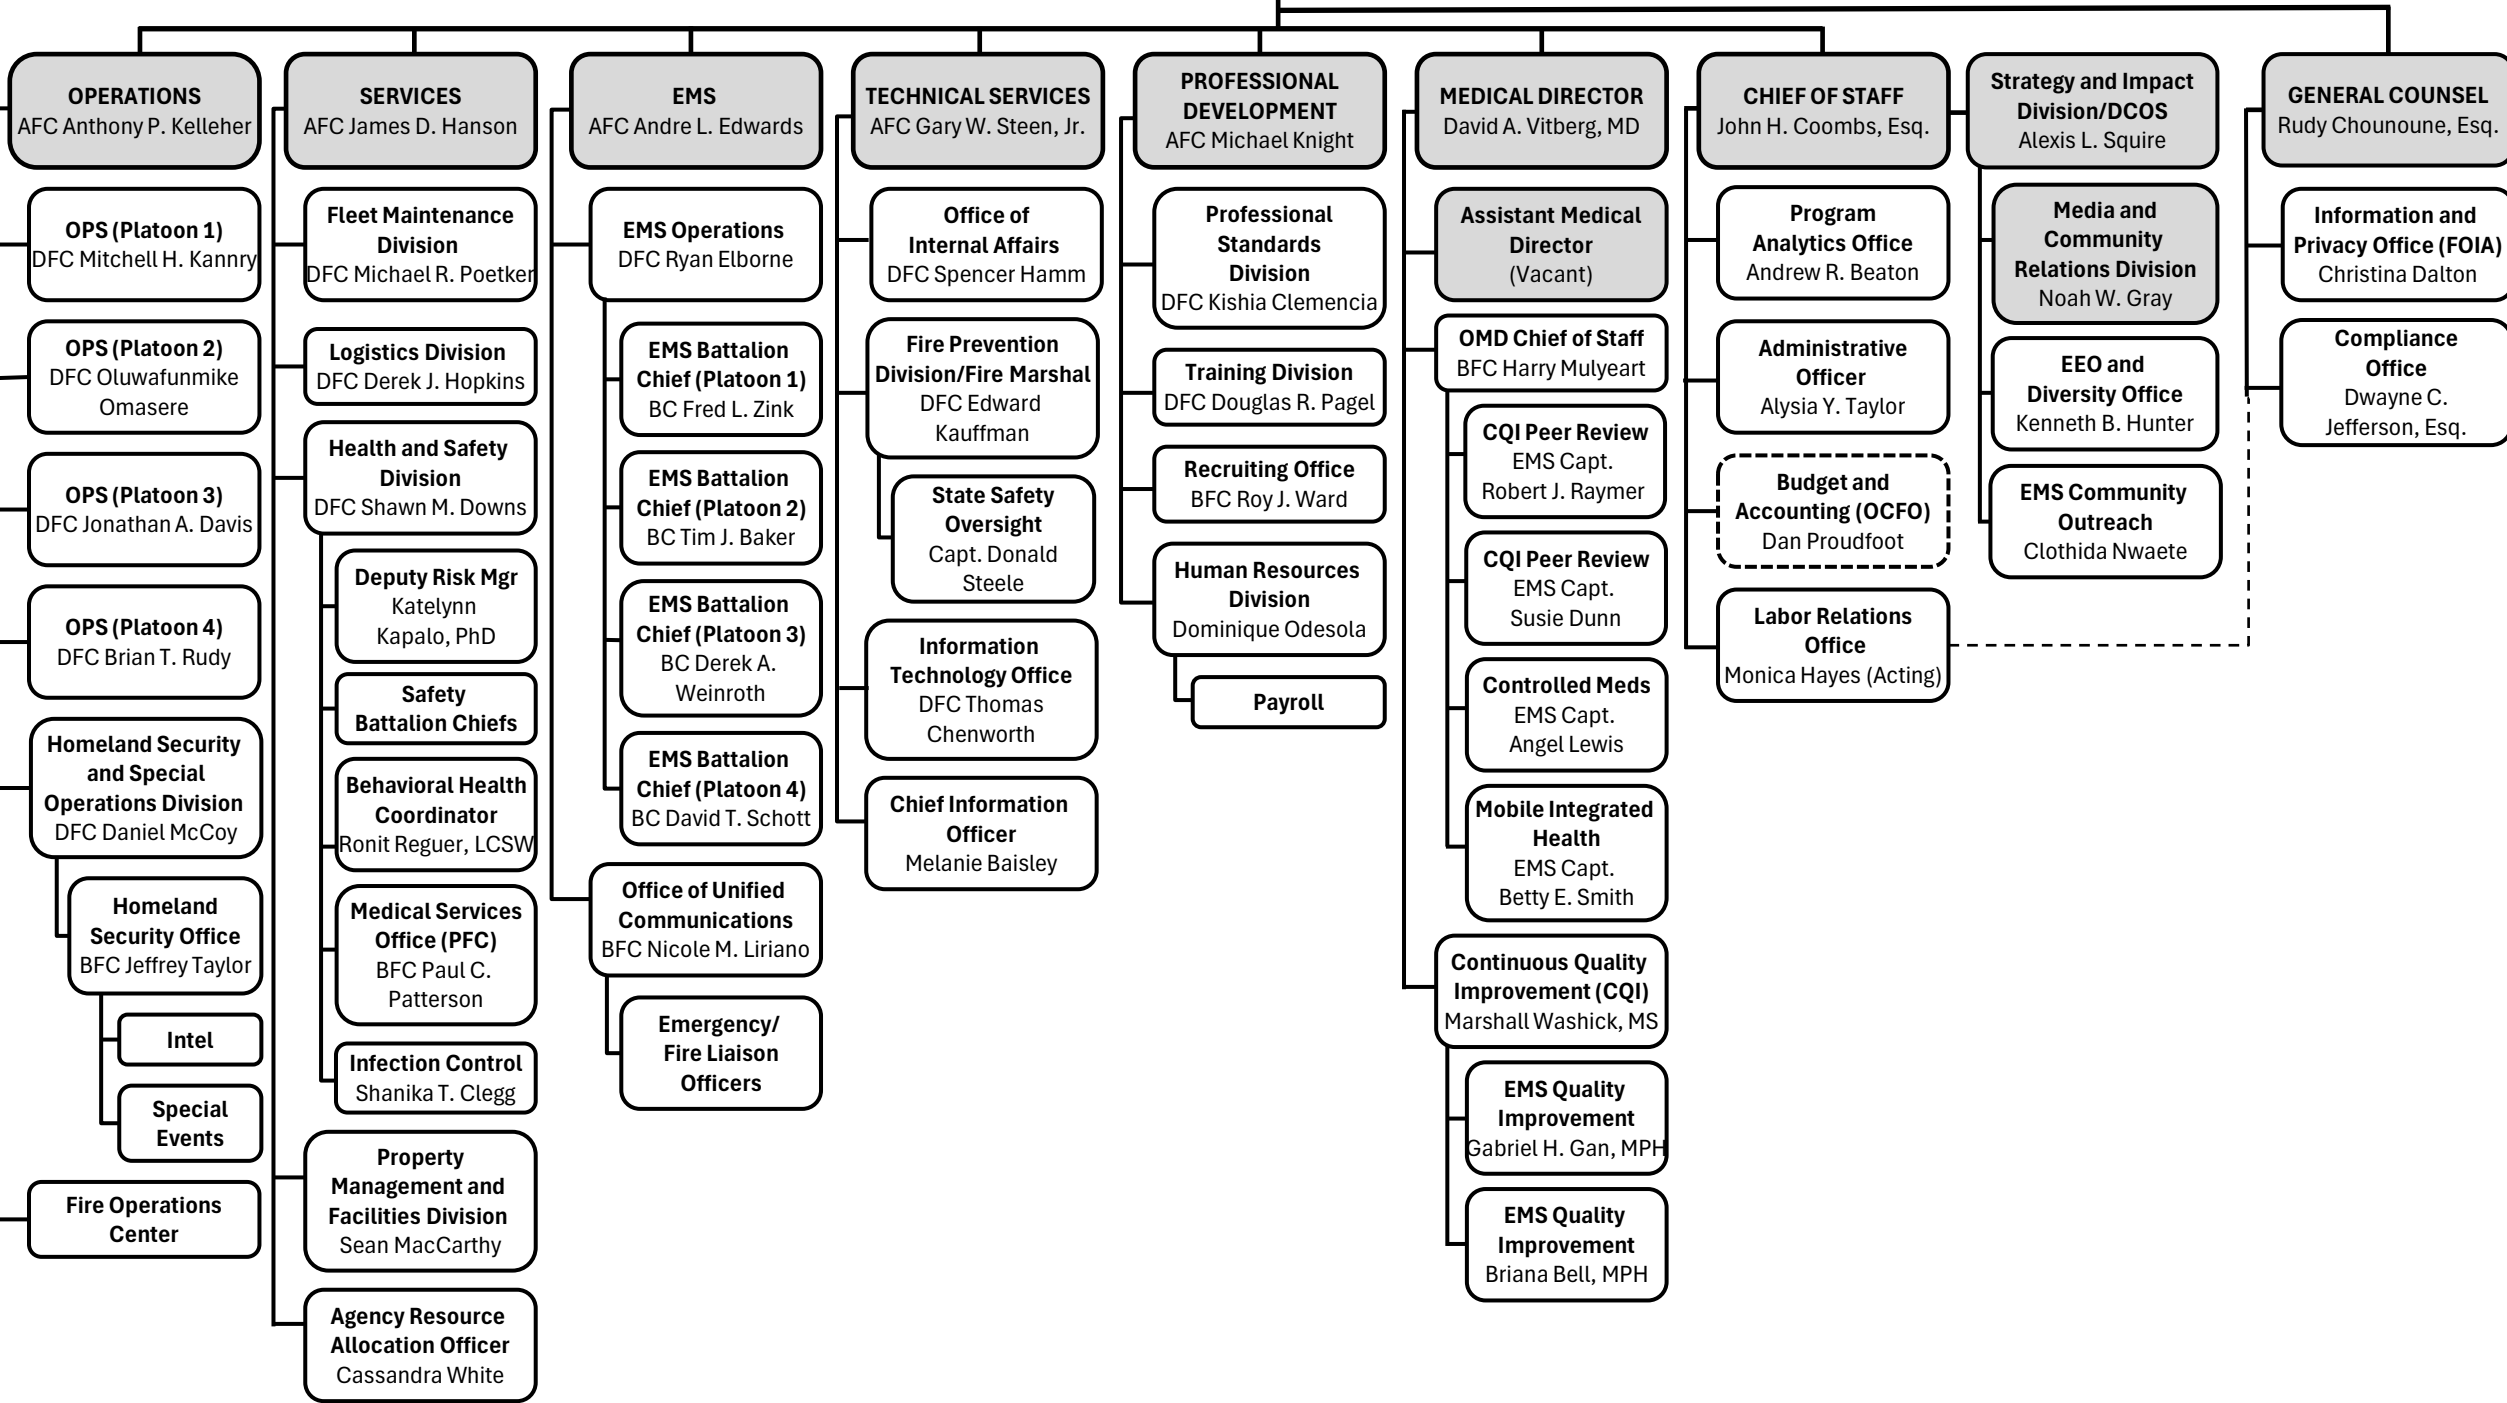 OPERATIONS
AFC Anthony P. Kelleher
OPS (Platoon 1)
DFC Mitchell H. Kannry
OPS (Platoon 2)
DFC Oluwafunmike
Omasere
OPS (Platoon 3)
DFC Jonathan A. Davis
OPS (Platoon 4)
DFC Brian T. Rudy
Homeland Security
and Special
Operations Division
DFC Daniel McCoy
Homeland
Security Office
BFC Jeffrey Taylor
Intel
Special
Events
Fire Operations
Center
SERVICES
AFC James D. Hanson
Fleet Maintenance
Division
DFC Michael R. Poetker
Logistics Division
DFC Derek J. Hopkins
Health and Safety
Division
DFC Shawn M. Downs
Deputy Risk Mgr
Katelynn
Kapalo, PhD
Safety
Battalion Chiefs
Behavioral Health
Coordinator
Ronit Reguer, LCSW
Medical Services
Office (PFC)
BFC Paul C.
Patterson
Infection Control
Shanika T. Clegg
Property
Management and
Facilities Division
Sean MacCarthy
Agency Resource
Allocation Officer
Cassandra White
EMS
AFC Andre L. Edwards
EMS Operations
DFC Ryan Elborne
EMS Battalion
Chief (Platoon 1)
BC Fred L. Zink
EMS Battalion
Chief (Platoon 2)
BC Tim J. Baker
EMS Battalion
Chief (Platoon 3)
BC Derek A.
Weinroth
EMS Battalion
Chief (Platoon 4)
BC David T. Schott
Office of Unified
Communications
BFC Nicole M. Liriano
Emergency/
Fire Liaison
Officers
TECHNICAL SERVICES
AFC Gary W. Steen, Jr.
Office of
Internal Affairs
DFC Spencer Hamm
Fire Prevention
Division/Fire Marshal
DFC Edward
Kauffman
State Safety
Oversight
Capt. Donald
Steele
Information
Technology Office
DFC Thomas
Chenworth
Chief Information
Officer
Melanie Baisley
PROFESSIONAL
DEVELOPMENT
AFC Michael Knight
Professional
Standards
Division
DFC Kishia Clemencia
Training Division
DFC Douglas R. Pagel
Recruiting Office
BFC Roy J. Ward
Human Resources
Division
Dominique Odesola
Payroll
MEDICAL DIRECTOR
David A. Vitberg, MD
Assistant Medical
Director
(Vacant)
OMD Chief of Staff
BFC Harry Mulyeart
CQI Peer Review
EMS Capt.
Robert J. Raymer
CQI Peer Review
EMS Capt.
Susie Dunn
Controlled Meds
EMS Capt.
Angel Lewis
Mobile Integrated
Health
EMS Capt.
Betty E. Smith
Continuous Quality
Improvement (CQI)
Marshall Washick, MS
EMS Quality
Improvement
Gabriel H. Gan, MPH
EMS Quality
Improvement
Briana Bell, MPH
CHIEF OF STAFF
John H. Coombs, Esq.
Program
Analytics Office
Andrew R. Beaton
Administrative
Officer
Alysia Y. Taylor
Budget and
Accounting (OCFO)
Dan Proudfoot
Labor Relations
Office
Monica Hayes (Acting)
Strategy and Impact
Division/DCOS
Alexis L. Squire
Media and
Community
Relations Division
Noah W. Gray
EEO and
Diversity Office
Kenneth B. Hunter
EMS Community
Outreach
Clothida Nwaete
GENERAL COUNSEL
Rudy Chounoune, Esq.
Information and
Privacy Office (FOIA)
Christina Dalton
Compliance
Office
Dwayne C.
Jefferson, Esq.